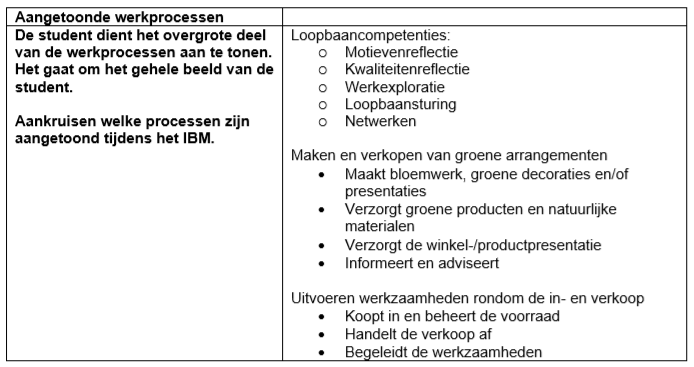 Aangetoonde werkprocessen
De student dient het overgrote deel
van de werkprocessen aan te tonen.
Het gaat om het gehele beeld van de
student.
Aankruisen welke processen zijn
aangetoond tijdens het IBM.
Loopbaancompetenties:
o Motievenreflectie
o Kwaliteitenreflectie
o Werkexploratie
o Loopbaansturing
o Netwerken
Maken en verkopen van groene arrangementen
• Maakt bloemwerk, groene decoraties en/of
presentaties
• Verzorgt groene producten en natuurlijke
materialen
• Verzorgt de winkel-/productpresentatie
• Informeert en adviseert
Uitvoeren werkzaamheden rondom de in- en verkoop
• Koopt in en beheert de voorraad
• Handelt de verkoop af
• Begeleidt de werkzaamheden